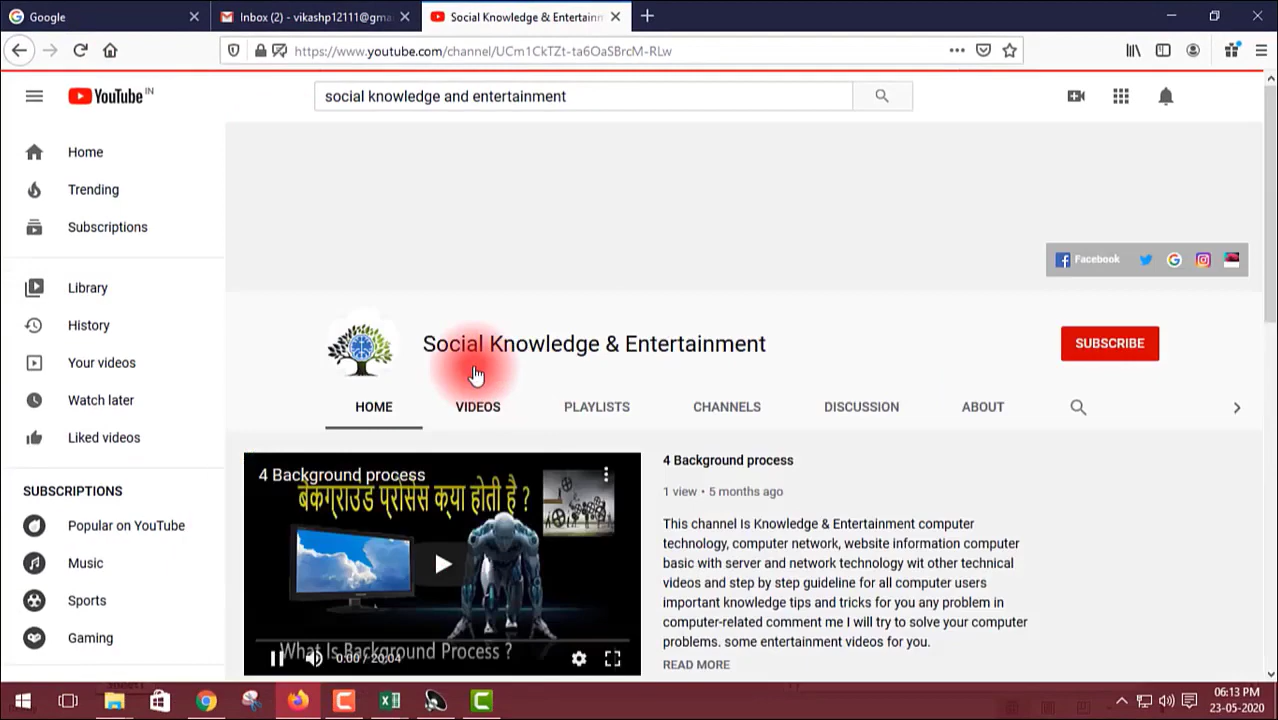 Google
Inbox (2) - vikashp12111@gma
Social Knowledge & Entertainm
https://www.youtube.com/channel/UCm1CkTZt-ta6OaSBrcM-RLw
YouTube IN
social knowledge and entertainment
Home
Trending
Subscriptions
Library
History
Your videos
Watch later
Liked videos
SUBSCRIPTIONS
Popular on YouTube
Music
Sports
Gaming
Facebook
Social Knowledge & Entertainment
SUBSCRIBE
HOME
VIDEOS
PLAYLISTS
CHANNELS
DISCUSSION
ABOUT
4 Background process
बैकग्राउंड प्रोसेस क्या होती है ?
What Is Background Process ?
0:00 / 20:04
4 Background process
1 view • 5 months ago
This channel Is Knowledge & Entertainment computer
technology, computer network, website information computer
basic with server and network technology wit other technical
videos and step by step guideline for all computer users
important knowledge tips and tricks for you any problem in
computer-related comment me I will try to solve your computer
problems. some entertainment videos for you.
READ MORE
06:13 PM
23-05-2020